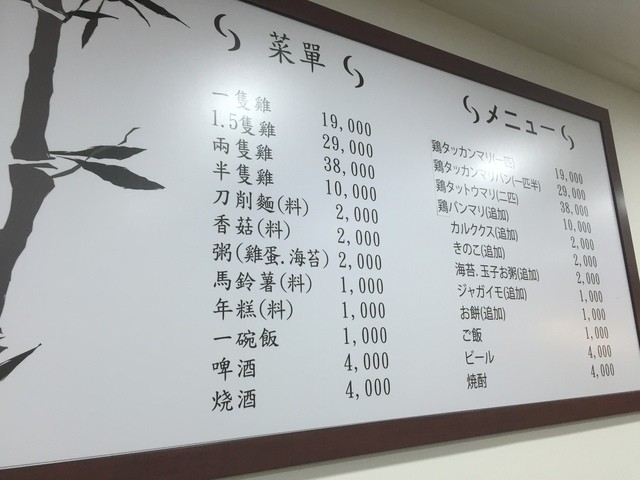 菜單
一隻雞 19,000
1.5隻雞 29,000
兩隻雞 38,000
半隻雞 10,000
刀削麵(料) 2,000
香菇(料) 2,000
粥(雞蛋.海苔) 2,000
馬鈴薯(料) 1,000
年糕(料) 1,000
一碗飯 1,000
啤酒 4,000
烧酒 4,000
メニュー
鶏タッカンマリ(一匹) 19,000
鶏タッカンマリバン(一匹半) 29,000
鶏タットウマリ(二匹) 38,000
鶏バンマリ(追加) 10,000
カルククス(追加) 2,000
きのこ(追加) 2,000
海苔.玉子お粥(追加) 2,000
ジャガイモ(追加) 1,000
お餅(追加) 1,000
ご飯 1,000
ビール 4,000
焼酎 4,000